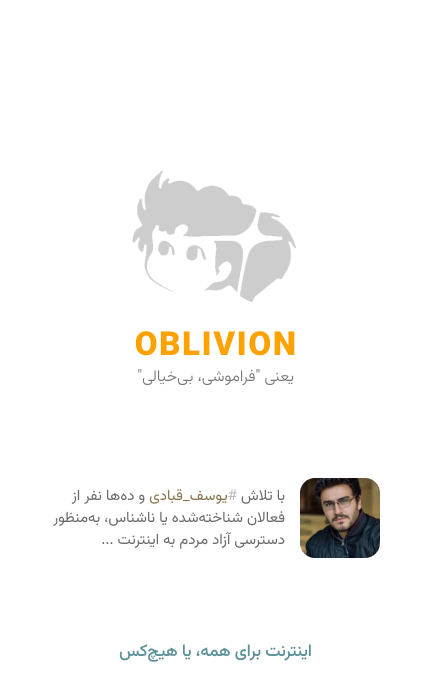 OBLIVION
یعنی "فراموشی، بی‌خیالی"
با تلاش #یوسف_قبادی و ده‌ها نفر از
فعالان شناخته‌شده یا ناشناس، به‌منظور
دسترسی آزاد مردم به اینترنت ...
اینترنت برای همه، یا هیچ‌کس